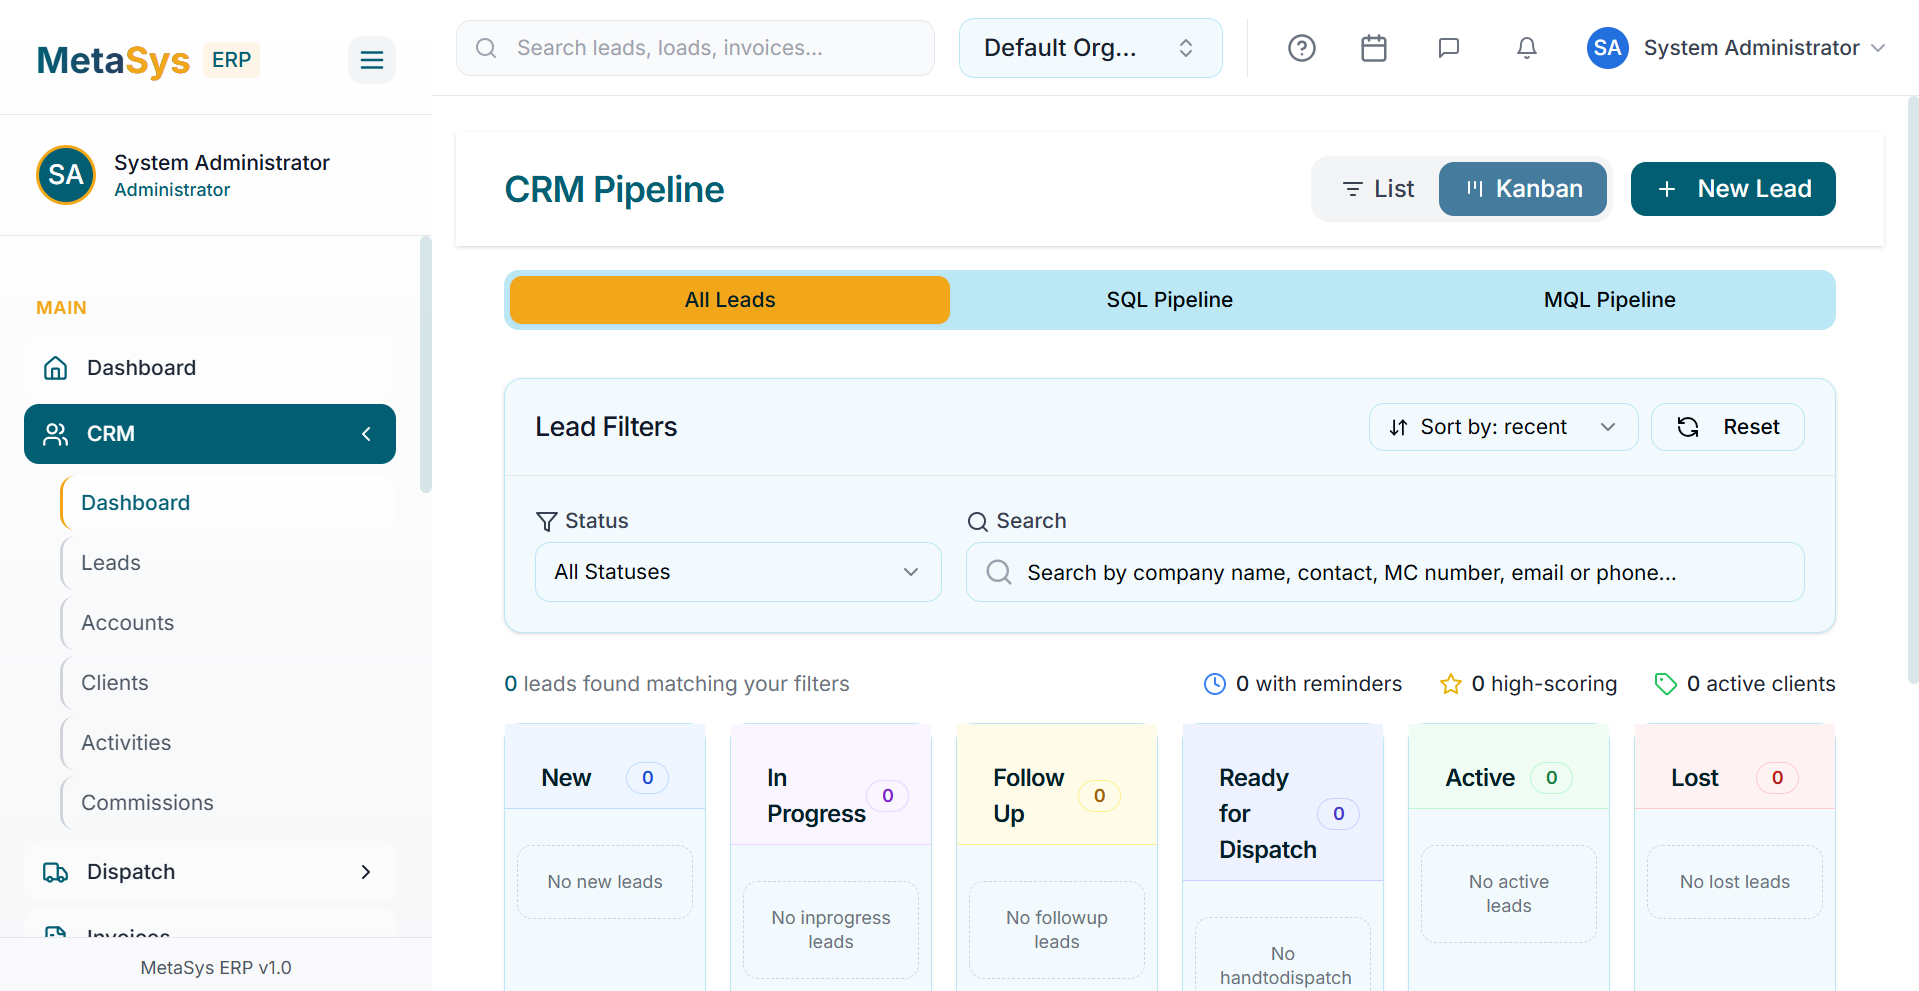 MetaSys ERP
Search leads, loads, invoices...
Default Org...
SA System Administrator
SA
System Administrator
Administrator
MAIN
Dashboard
CRM
Dashboard
Leads
Accounts
Clients
Activities
Commissions
Dispatch
Invoices
MetaSys ERP v1.0
CRM Pipeline
List
Kanban
New Lead
All Leads
SQL Pipeline
MQL Pipeline
Lead Filters
Sort by: recent
Reset
Status
All Statuses
Search
Search by company name, contact, MC number, email or phone...
0 leads found matching your filters
0 with reminders
0 high-scoring
0 active clients
New
0
No new leads
In
Progress
0
No inprogress
leads
Follow
Up
0
No followup
leads
Ready
for
Dispatch
0
No
handtodispatch
Active
0
No active
leads
Lost
0
No lost leads